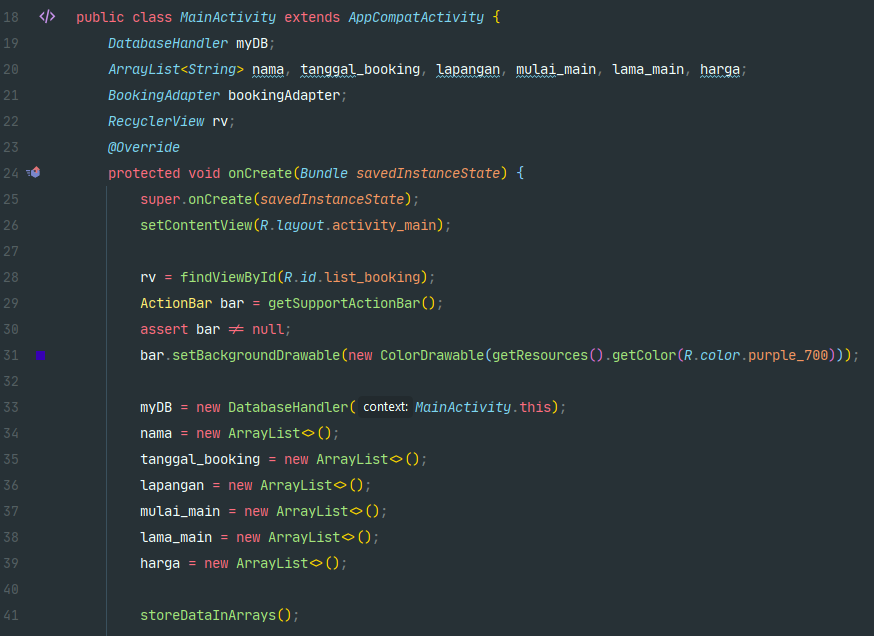 18 </> public class MainActivity extends AppCompatActivity {
19 DatabaseHandler myDB;
20 ArrayList<String> nama, tanggal_booking, lapangan, mulai_main, lama_main, harga;
21 BookingAdapter bookingAdapter;
22 RecyclerView rv;
23 @Override
24 protected void onCreate(Bundle savedInstanceState) {
25 super.onCreate(savedInstanceState);
26 setContentView(R.layout.activity_main);
27
28 rv = findViewById(R.id.list_booking);
29 ActionBar bar = getSupportActionBar();
30 assert bar != null;
31 bar.setBackgroundDrawable(new ColorDrawable(getResources().getColor(R.color.purple_700)));
32
33 myDB = new DatabaseHandler( context: MainActivity.this);
34 nama = new ArrayList<>();
35 tanggal_booking = new ArrayList<>();
36 lapangan = new ArrayList<>();
37 mulai_main = new ArrayList<>();
38 lama_main = new ArrayList<>();
39 harga = new ArrayList<>();
40
41 storeDataInArrays();